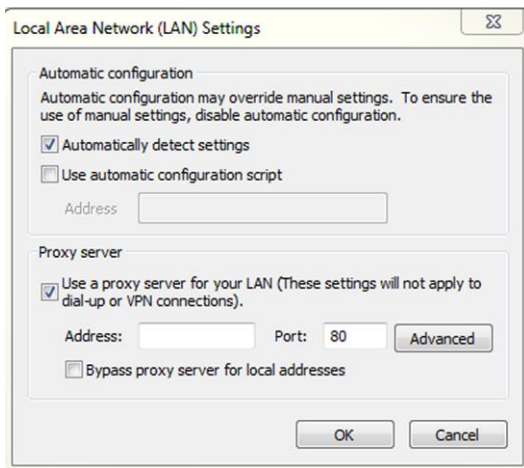 Local Area Network (LAN) Settings
Automatic configuration
Automatic configuration may override manual settings. To ensure the
use of manual settings, disable automatic configuration.
Automatically detect settings
Use automatic configuration script
Address
Proxy server
Use a proxy server for your LAN (These settings will not apply to
dial-up or VPN connections).
Address: Port: 80 Advanced
Bypass proxy server for local addresses
OK Cancel